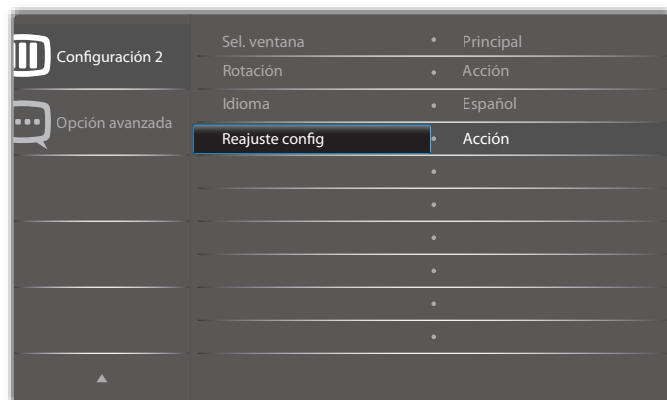 Configuración 2
Opción avanzada
Sel. ventana • Principal
Rotación • Acción
Idioma • Español
Reajuste config • Acción